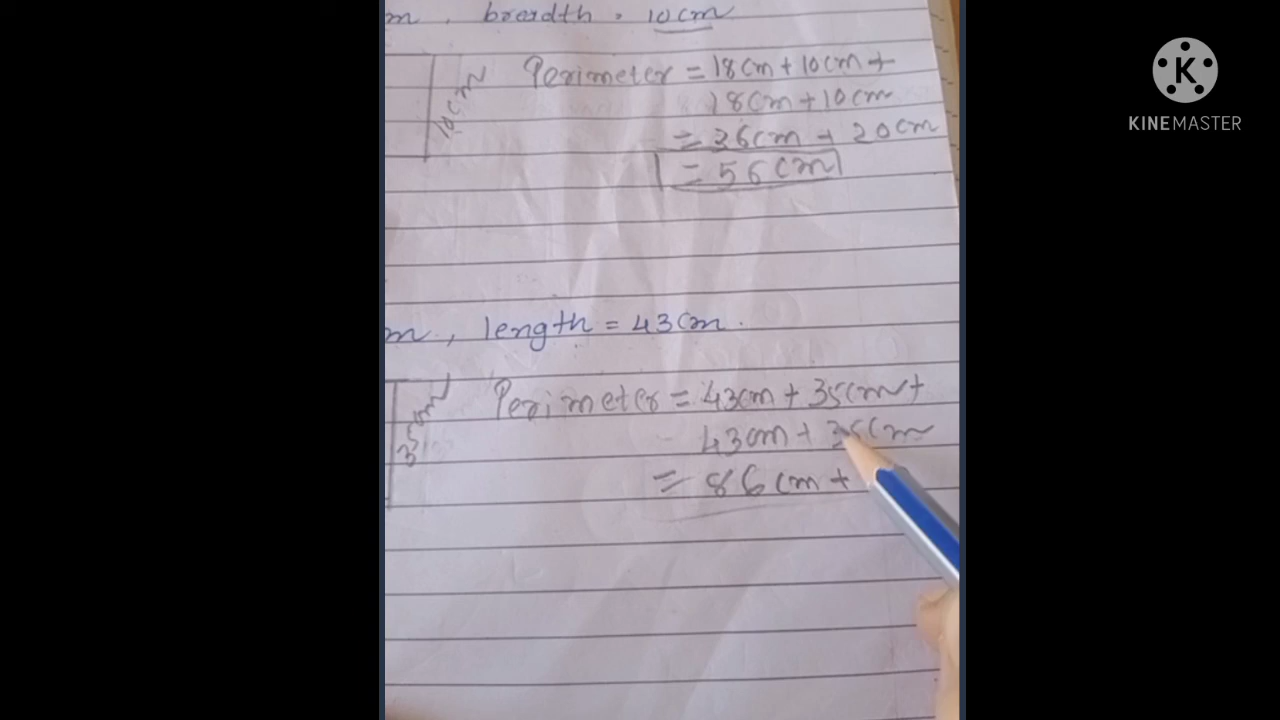 m, breadth = 10cm
10cm
Perimeter = 18cm + 10cm +
18cm + 10cm
= 36cm + 20cm
= 56cm
m, length = 43cm.
35cm
Perimeter = 43cm + 35cm +
43cm + 35cm
= 86cm +
K
KINEMASTER